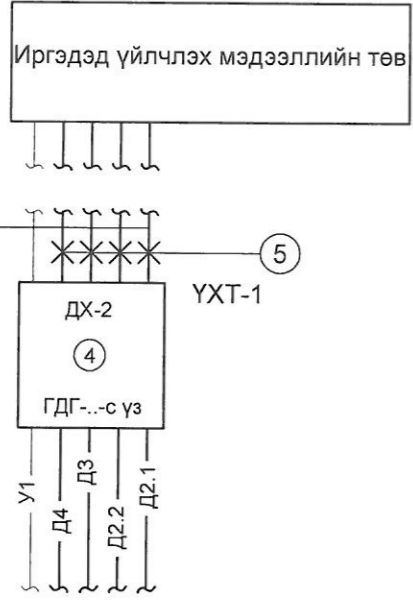 Иргэдэд үйлчлэх мэдээллийн төв
5
ҮХТ-1
ДХ-2
4
ГДГ-..-с үз
У1
Д4
Д3
Д2.2
Д2.1